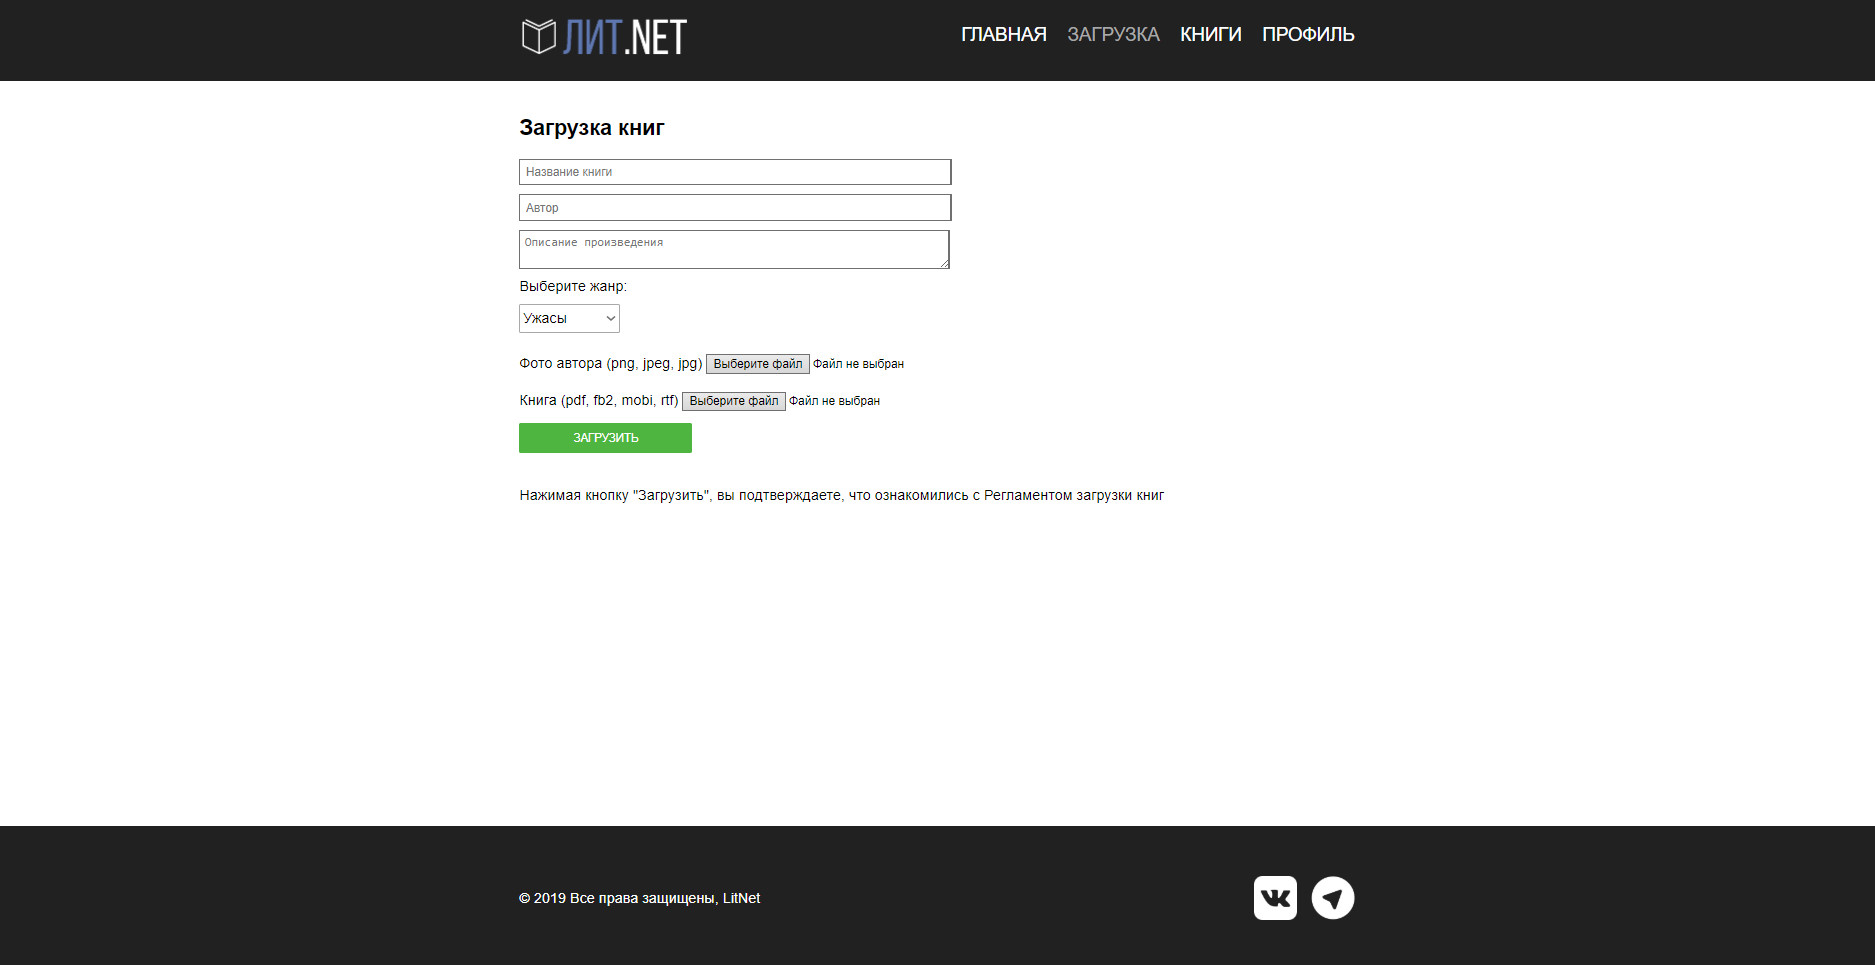 ЛИТ.NET
ГЛАВНАЯ ЗАГРУЗКА КНИГИ ПРОФИЛЬ
Загрузка книг
Название книги
Автор
Описание произведения
Выберите жанр:
Ужасы
Фото автора (png, jpeg, jpg) Выберите файл Файл не выбран
Книга (pdf, fb2, mobi, rtf) Выберите файл Файл не выбран
ЗАГРУЗИТЬ
Нажимая кнопку "Загрузить", вы подтверждаете, что ознакомились с Регламентом загрузки книг
© 2019 Все права защищены, LitNet